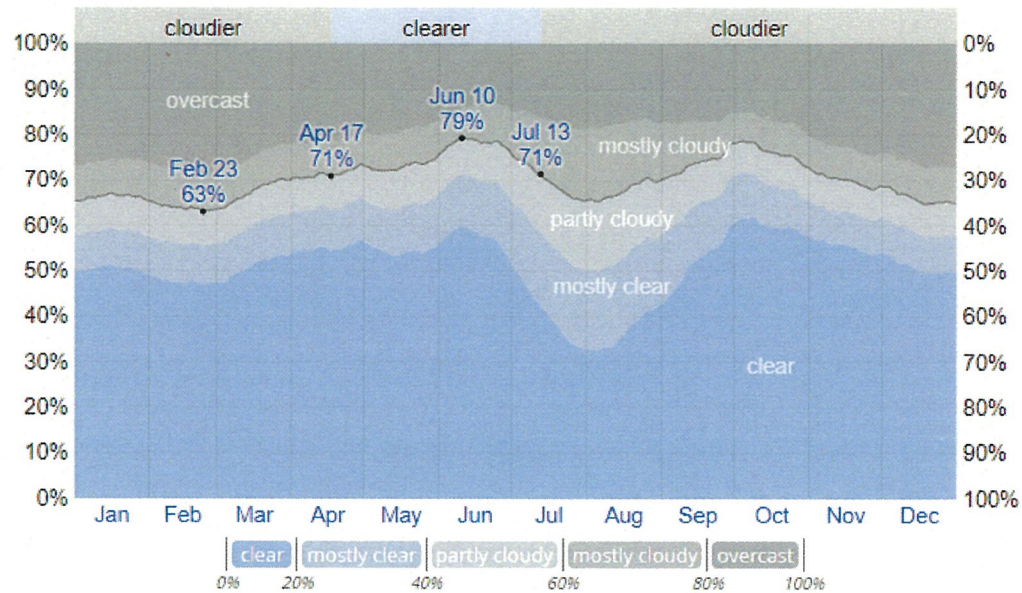 cloudier clearer cloudier
100% 0%
90% 10%
overcast
Jun 10
79%
80% 20%
Apr 17
71%
Jul 13
71%
mostly cloudy
Feb 23
63%
70% 30%
partly cloudy
60% 40%
50% 50%
mostly clear
40% 60%
clear
30% 70%
20% 80%
10% 90%
0% 100%
Jan Feb Mar Apr May Jun Jul Aug Sep Oct Nov Dec
clear mostly clear partly cloudy mostly cloudy overcast
0% 20% 40% 60% 80% 100%